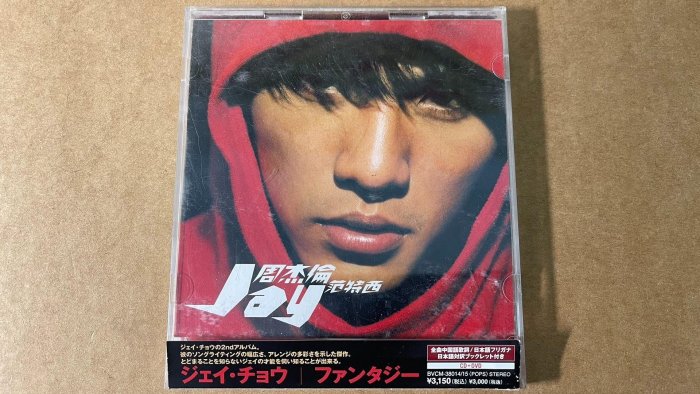 周杰倫
Jay 范特西
ジェイ・チョウの2ndアルバム。
彼のソングライティングの幅広さ、アレンジの多彩さを示した傑作。
とどまることを知らないジェイの才能を伺い知ることが出来る。
ジェイ・チョウ ファンタジー
全曲中国語歌詞/日本語フリガナ
日本語対訳ブックレット付き
CD+DVD
BVCM-38014/15 (POPS) STEREO
¥3,150(税込) ¥3,000(税抜)